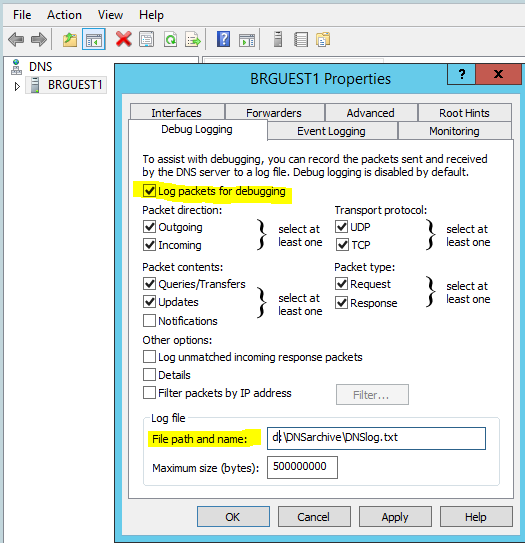 File Action View Help
DNS
BRGUEST1
BRGUEST1 Properties
? X
Interfaces Forwarders Advanced Root Hints
Debug Logging Event Logging Monitoring
To assist with debugging, you can record the packets sent and received
by the DNS server to a log file. Debug logging is disabled by default.
Log packets for debugging
Packet direction: Transport protocol:
Outgoing UDP
select at
least one
select at
least one
Incoming TCP
Packet contents: Packet type:
Queries/Transfers Request
select at
least one
select at
least one
Updates Response
Notifications
Other options:
Log unmatched incoming response packets
Details
Filter packets by IP address Filter...
Log file
File path and name: d:\DNSarchive\DNSlog.txt
Maximum size (bytes): 500000000
OK Cancel Apply Help